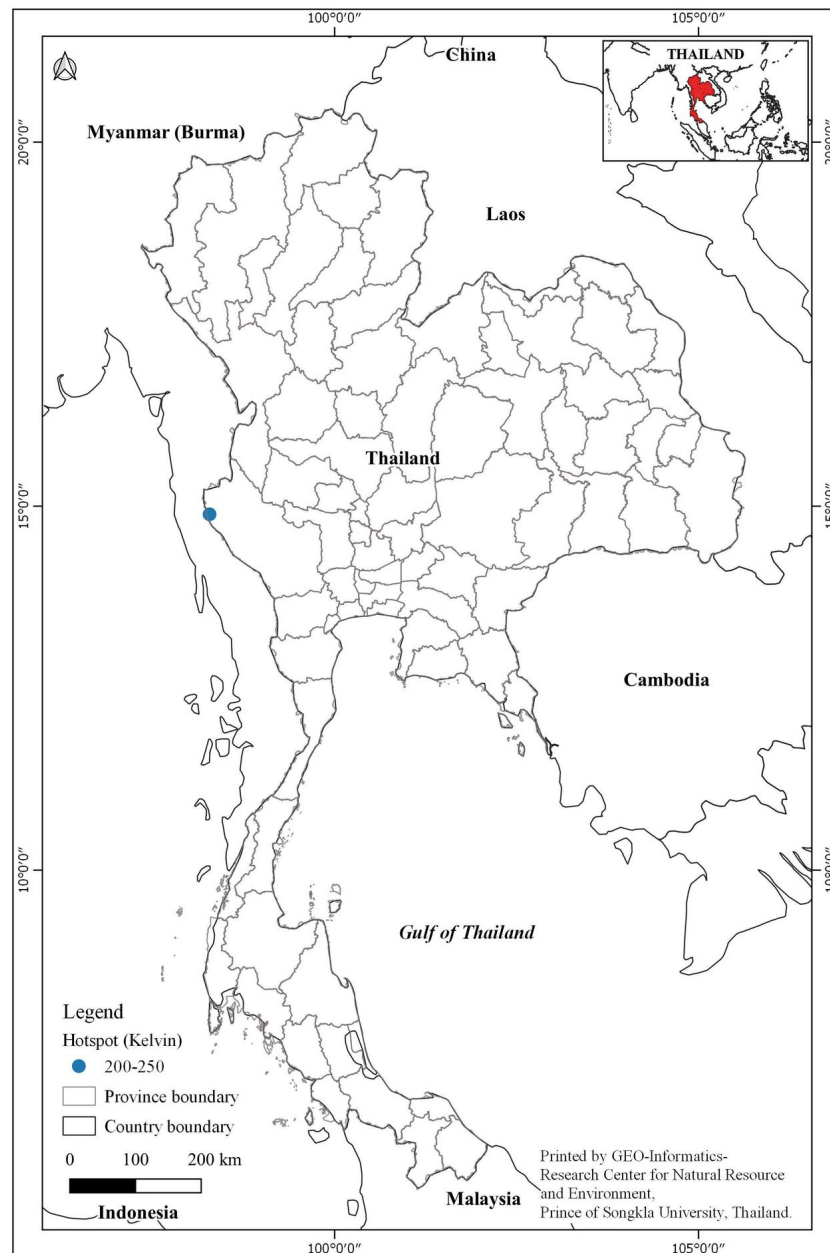 100°0'0"
105°0'0"
China
THAILAND
20°0'0"
20°0'0"
Myanmar (Burma)
Laos
Thailand
15°0'0"
15°0'0"
Cambodia
10°0'0"
10°0'0"
Gulf of Thailand
Legend
Hotspot (Kelvin)
200-250
Province boundary
Country boundary
0 100 200 km
Indonesia
Malaysia
Printed by GEO-Informatics-
Research Center for Natural Resource
and Environment,
Prince of Songkla University, Thailand.
100°0'0"
105°0'0"